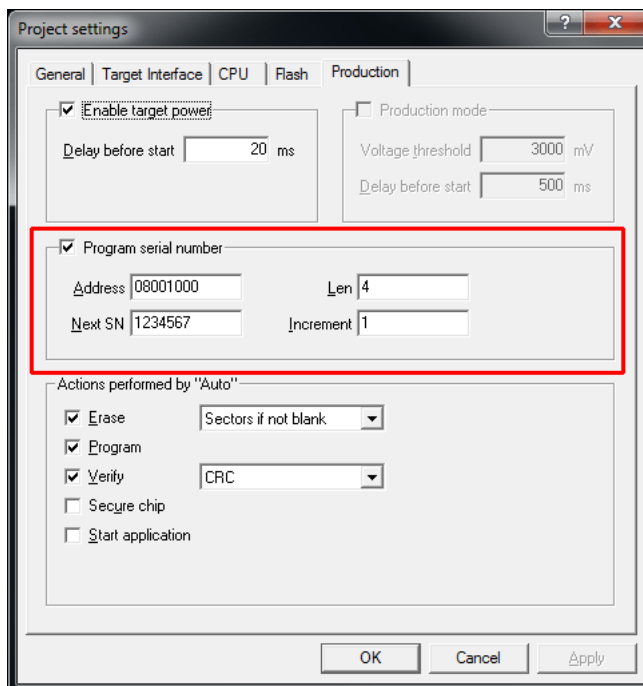 Project settings
General Target Interface CPU Flash Production
Enable target power
Delay before start 20 ms
Production mode
Voltage threshold 3000 mV
Delay before start 500 ms
Program serial number
Address 08001000 Len 4
Next SN 1234567 Increment 1
Actions performed by "Auto"
Erase Sectors if not blank
Program
Verify CRC
Secure chip
Start application
OK Cancel Apply